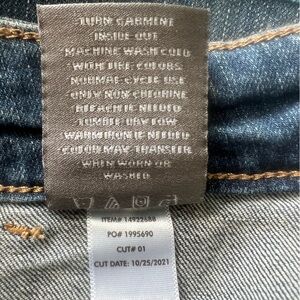 TURN GARMENT
INSIDE OUT
MACHINE WASH COLD
WITH LIKE COLORS
NORMAL CYCLE USE
ONLY NON-CHLORINE
BLEACH IF NEEDED
TUMBLE DRY LOW
WARM IRON IF NEEDED
COLOR MAY TRANSFER
WHEN WORN OR
WASHED
ITEM# 14922688
PO# 1995690
CUT# 01
CUT DATE: 10/25/2021